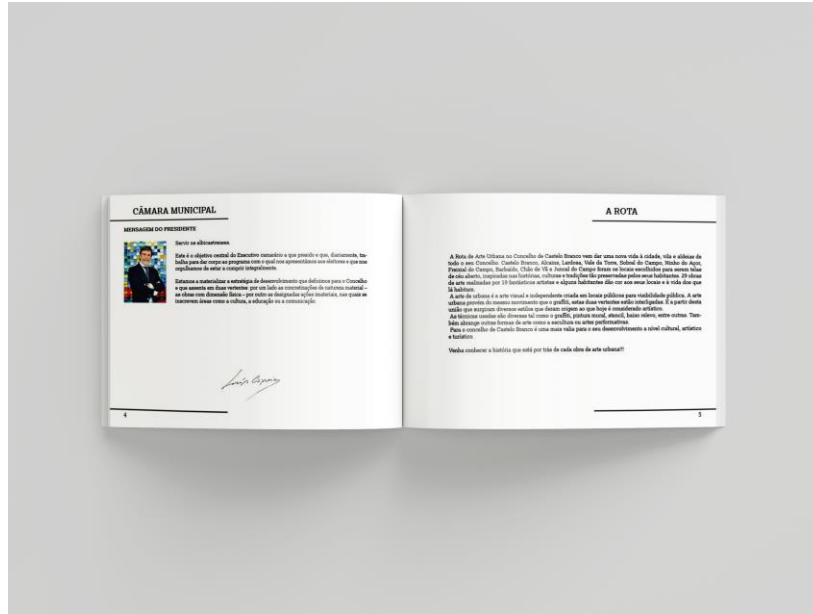 CÂMARA MUNICIPAL
MENSAGEM DO PRESIDENTE
Servir os albicastrenses.
Este é o objetivo central do Executivo camarário a que presido e que, diariamente, tra-
balha para dar corpo ao programa com o qual nos apresentámos aos eleitores e que nos
orgulhamos de estar a cumprir integralmente.
Estamos a materializar a estratégia de desenvolvimento que definimos para o Concelho
e que assenta em duas vertentes: por um lado as concretizações de natureza material –
as obras com dimensão física – por outro as designadas ações imateriais, nas quais se
inscrevem áreas como a cultura, a educação ou a comunicação.
4
A ROTA
A Rota de Arte Urbana no Concelho de Castelo Branco vem dar uma nova vida à cidade, vila e aldeias de
todo o seu Concelho. Castelo Branco, Alcains, Lardosa, Vale da Torre, Sobral do Campo, Ninho do Açor,
Freixial do Campo, Barbaído, Chão de Vã e Juncal do Campo foram os locais escolhidos para serem telas
de céu aberto, inspiradas nas histórias, culturas e tradições tão preservadas pelos seus habitantes. 29 obras
de arte realizadas por 19 fantásticos artistas e alguns habitantes dão cor aos seus locais e à vida dos que
lá habitam.
A arte de urbana é a arte visual e independente criada em locais públicos para visibilidade pública. A arte
urbana provém do mesmo movimento que o graffiti, estas duas vertentes estão interligadas. E a partir desta
união que surgiram diversos estilos que deram origem ao que hoje é considerado artístico.
As técnicas usadas são diversas tal como o graffiti, pintura mural, stencil, baixo relevo, entre outras. Tam-
bém abrange outras formas de arte como a escultura ou artes performativas.
Para o concelho de Castelo Branco é uma mais valia para o seu desenvolvimento a nível cultural, artístico
e turístico.
Venha conhecer a história que está por trás de cada obra de arte urbana!!!
5